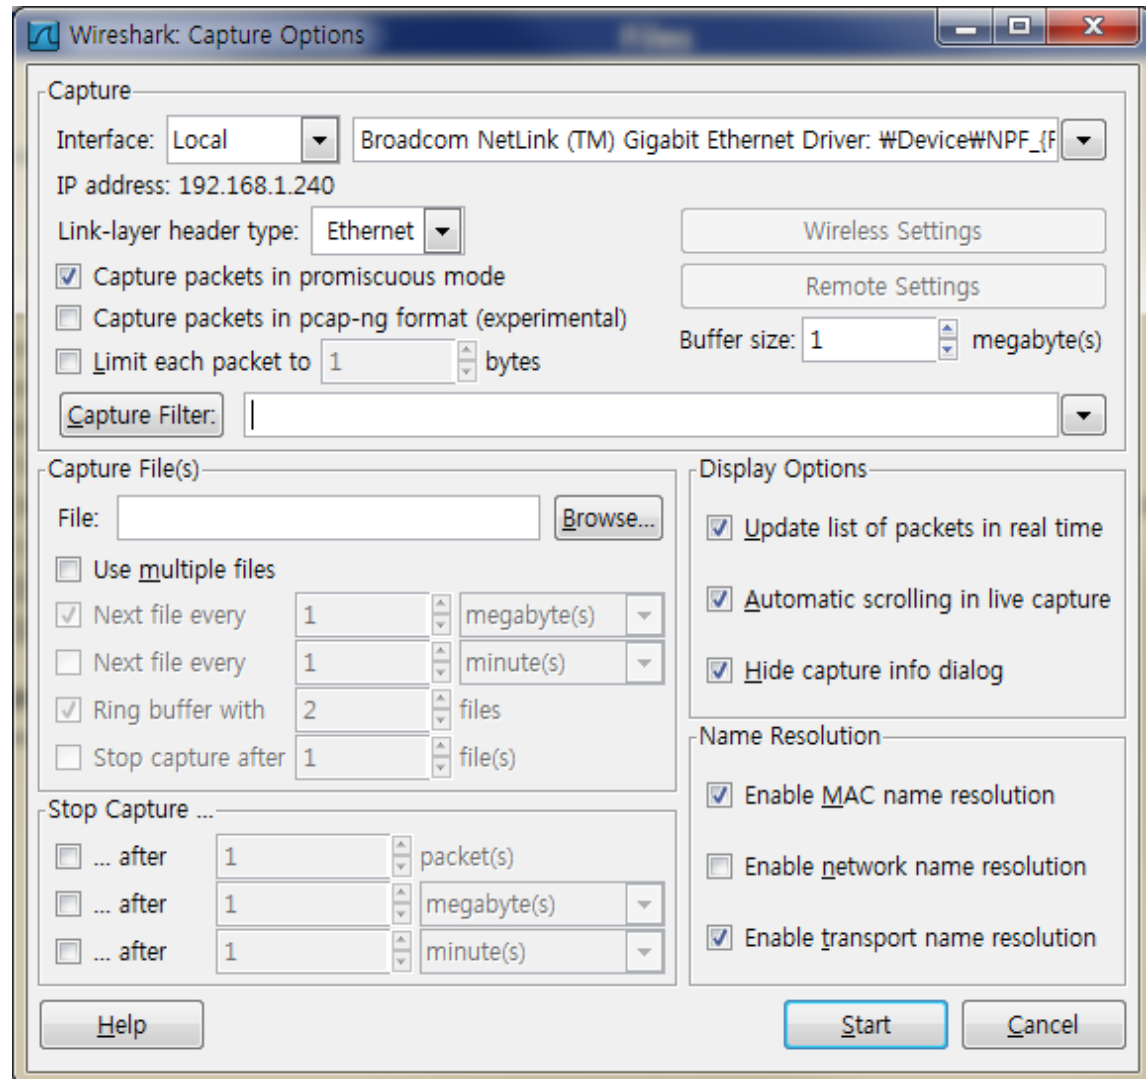 Wireshark: Capture Options
Files
Capture
Interface: Local Broadcom NetLink (TM) Gigabit Ethernet Driver: ₩Device₩NPF_{F
IP address: 192.168.1.240
Link-layer header type: Ethernet Wireless Settings
Capture packets in promiscuous mode Remote Settings
Capture packets in pcap-ng format (experimental)
Buffer size: 1 megabyte(s)
Limit each packet to 1 bytes
Capture Filter:
Capture File(s)
File: Browse...
Use multiple files
Next file every 1 megabyte(s)
Next file every 1 minute(s)
Ring buffer with 2 files
Stop capture after 1 file(s)
Stop Capture ...
... after 1 packet(s)
... after 1 megabyte(s)
... after 1 minute(s)
Display Options
Update list of packets in real time
Automatic scrolling in live capture
Hide capture info dialog
Name Resolution
Enable MAC name resolution
Enable network name resolution
Enable transport name resolution
Help Start Cancel